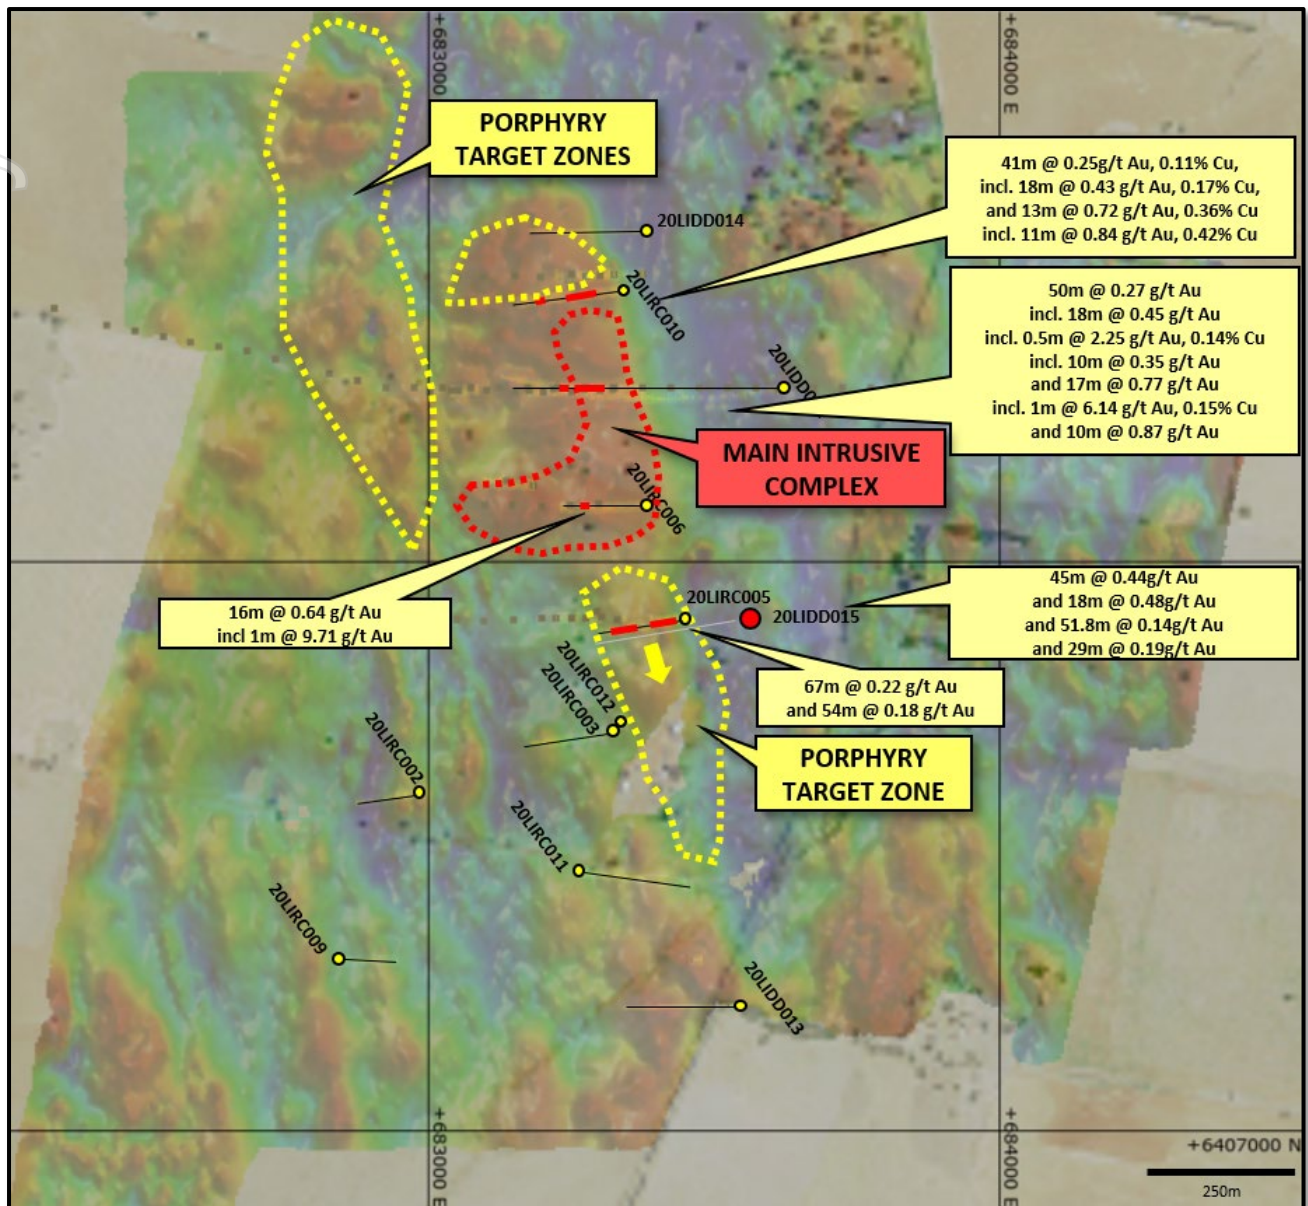 +683000
+684000 E
PORPHYRY
TARGET ZONES
41m @ 0.25g/t Au, 0.11% Cu,
incl. 18m @ 0.43 g/t Au, 0.17% Cu,
and 13m @ 0.72 g/t Au, 0.36% Cu
incl. 11m @ 0.84 g/t Au, 0.42% Cu
20LIDD014
20LIRC010
50m @ 0.27 g/t Au
incl. 18m @ 0.45 g/t Au
incl. 0.5m @ 2.25 g/t Au, 0.14% Cu
incl. 10m @ 0.35 g/t Au
and 17m @ 0.77 g/t Au
incl. 1m @ 6.14 g/t Au, 0.15% Cu
and 10m @ 0.87 g/t Au
MAIN INTRUSIVE
COMPLEX
20LIRC006
16m @ 0.64 g/t Au
incl 1m @ 9.71 g/t Au
20LIRC005
20LIDD015
45m @ 0.44g/t Au
and 18m @ 0.48g/t Au
and 51.8m @ 0.14g/t Au
and 29m @ 0.19g/t Au
67m @ 0.22 g/t Au
and 54m @ 0.18 g/t Au
20LIRC012
20LIRC003
PORPHYRY
TARGET ZONE
20LIRC002
20LIRC011
20LIRC009
20LIDD013
+683000 E
+684000 E
+6407000 N
250m